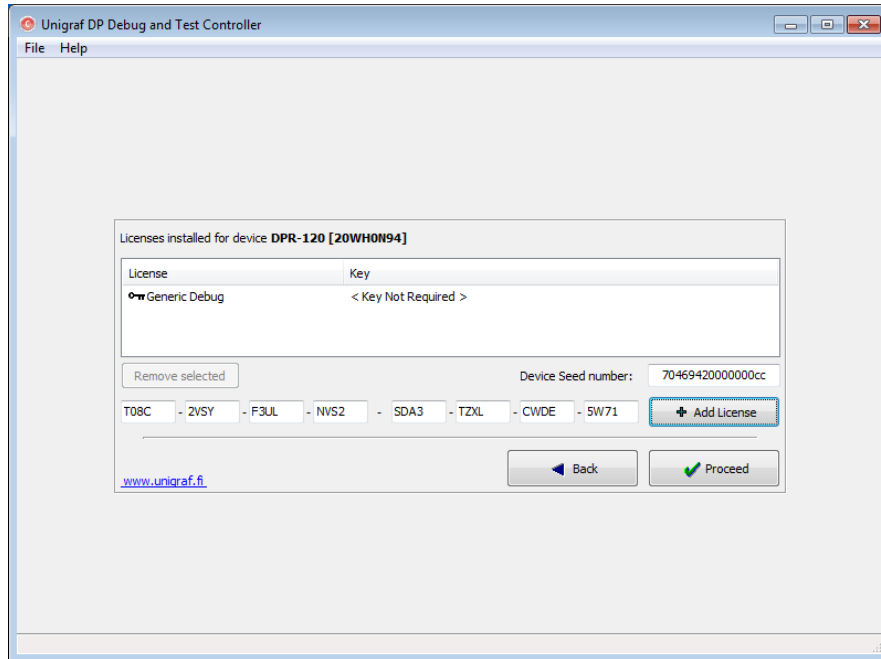 Unigraf DP Debug and Test Controller
File Help
Licenses installed for device DPR-120 [20WH0N94]
License Key
Generic Debug < Key Not Required >
Remove selected Device Seed number: 70469420000000cc
T08C - 2VSY - F3UL - NVS2 - SDA3 - TZXL - CWDE - 5W71 Add License
Back Proceed
www.unigraf.fi